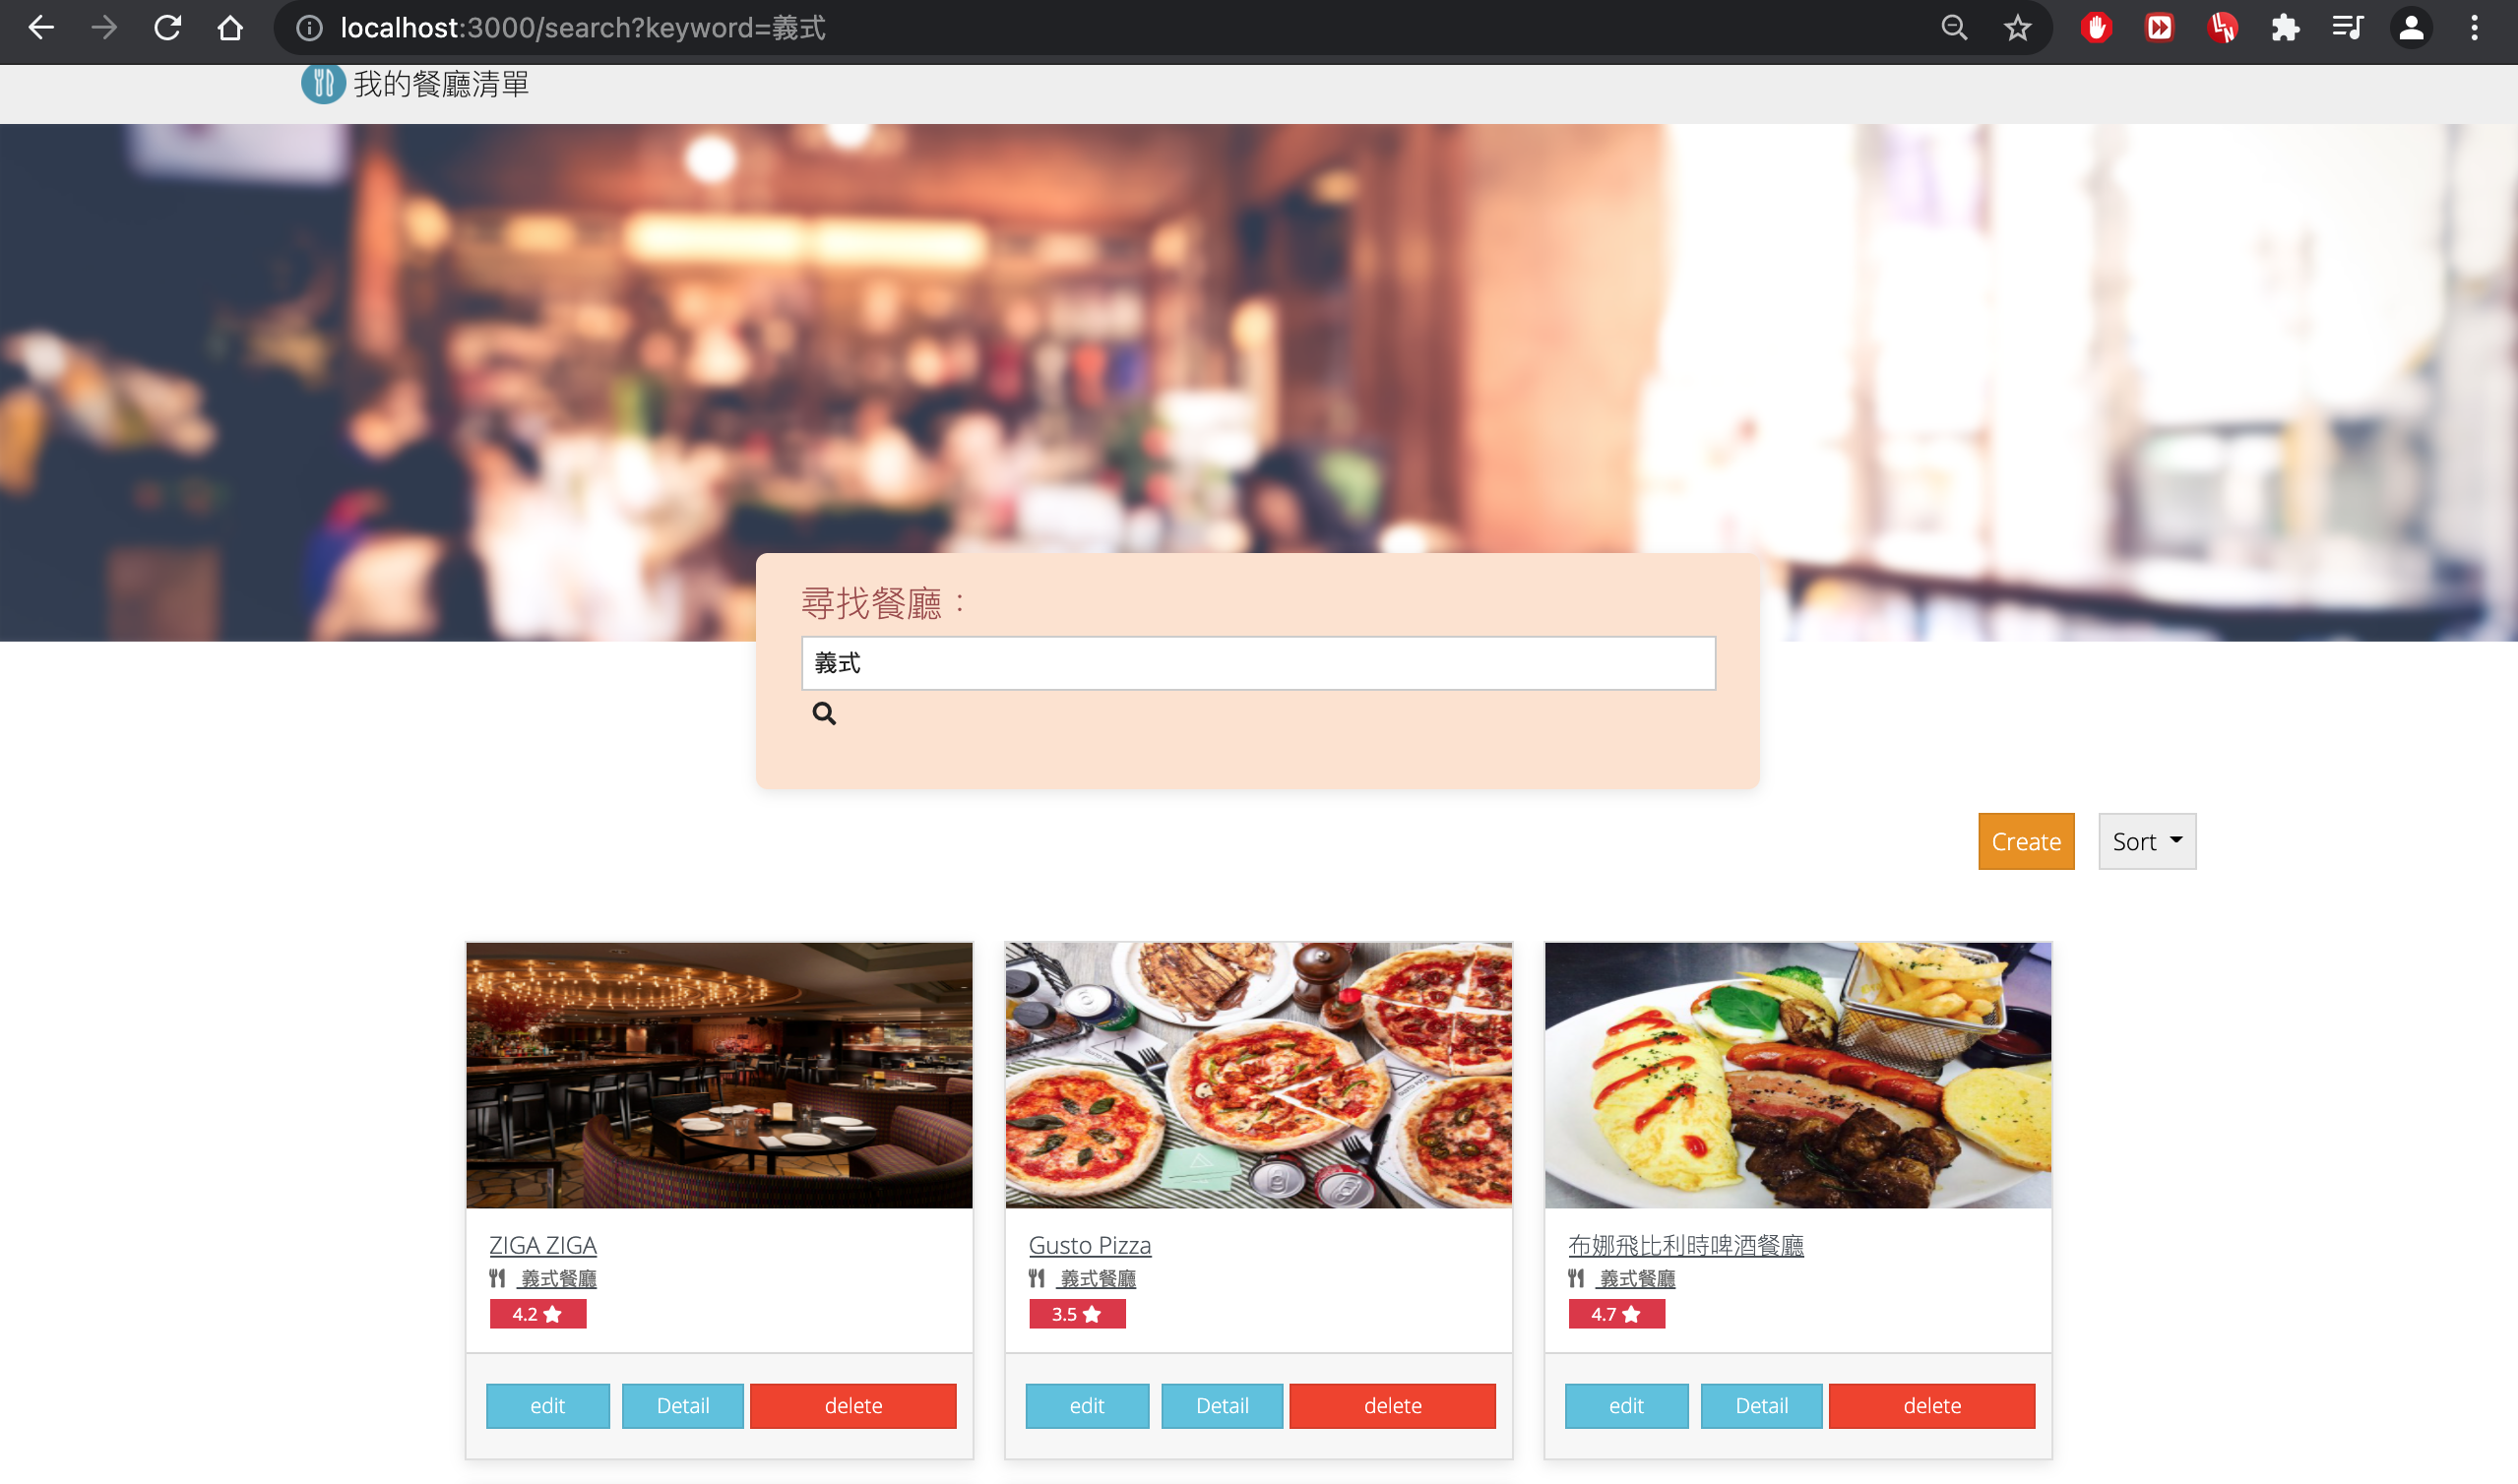 localhost:3000/search?keyword=義式
我的餐廳清單
尋找餐廳：
義式
Create
Sort
ZIGA ZIGA
義式餐廳
4.2
edit
Detail
delete
Gusto Pizza
義式餐廳
3.5
edit
Detail
delete
布娜飛比利時啤酒餐廳
義式餐廳
4.7
edit
Detail
delete